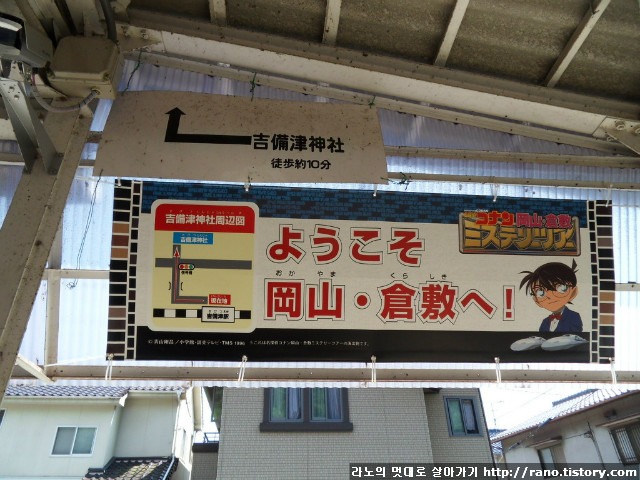 吉備津神社
徒歩約10分
吉備津神社周辺図
吉備津神社
現在地
吉備津駅
ようこそ
おか やま くら しき
岡山・倉敷へ!
コナン 岡山・倉敷
ミステリーツアー
라노의 멋대로 살아가기 http://rano.tistory.com